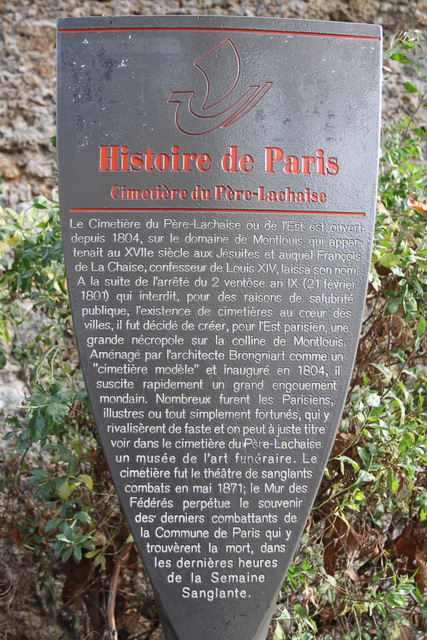 Histoire de Paris
Cimetière du Père-Lachaise
Le Cimetière du Père-Lachaise ou de l'Est est ouvert
depuis 1804, sur le domaine de Montlouis qui appar-
tenait au XVIIe siècle aux Jésuites et auquel François
de La Chaise, confesseur de Louis XIV, laissa son nom.
A la suite de l'arrêté du 2 ventôse an IX (21 février
1801) qui interdit, pour des raisons de salubrité
publique, l'existence de cimetières au cœur des
villes, il fut décidé de créer, pour l'Est parisien, une
grande nécropole sur la colline de Montlouis.
Aménagé par l'architecte Brongniart comme un
"cimetière modèle" et inauguré en 1804, il
suscite rapidement un grand engouement
mondain. Nombreux furent les Parisiens,
illustres ou tout simplement fortunés, qui y
rivalisèrent de faste et on peut à juste titre
voir dans le cimetière du Père-Lachaise
un musée de l'art funéraire. Le
cimetière fut le théâtre de sanglants
combats en mai 1871; le Mur des
Fédérés perpétue le souvenir
des derniers combattants de
la Commune de Paris qui y
trouvèrent la mort, dans
les dernières heures
de la Semaine
Sanglante.